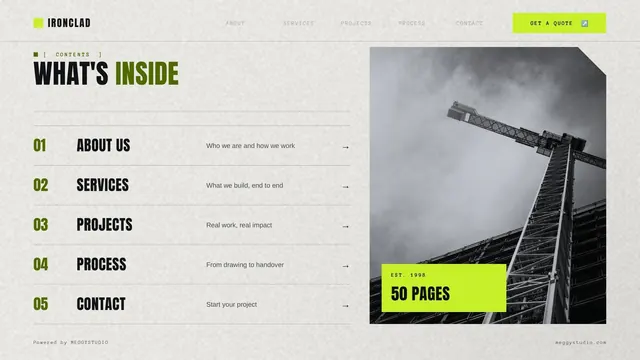 IRONCLAD
ABOUT SERVICES PROJECTS PROCESS CONTACT
GET A QUOTE
[ CONTENTS ]
WHAT'S INSIDE
01 ABOUT US Who we are and how we work →
02 SERVICES What we build, end to end →
03 PROJECTS Real work, real impact →
04 PROCESS From drawing to handover →
05 CONTACT Start your project →
EST. 1998
50 PAGES
Powered by MEGGYSTUDIO
meggystudio.com